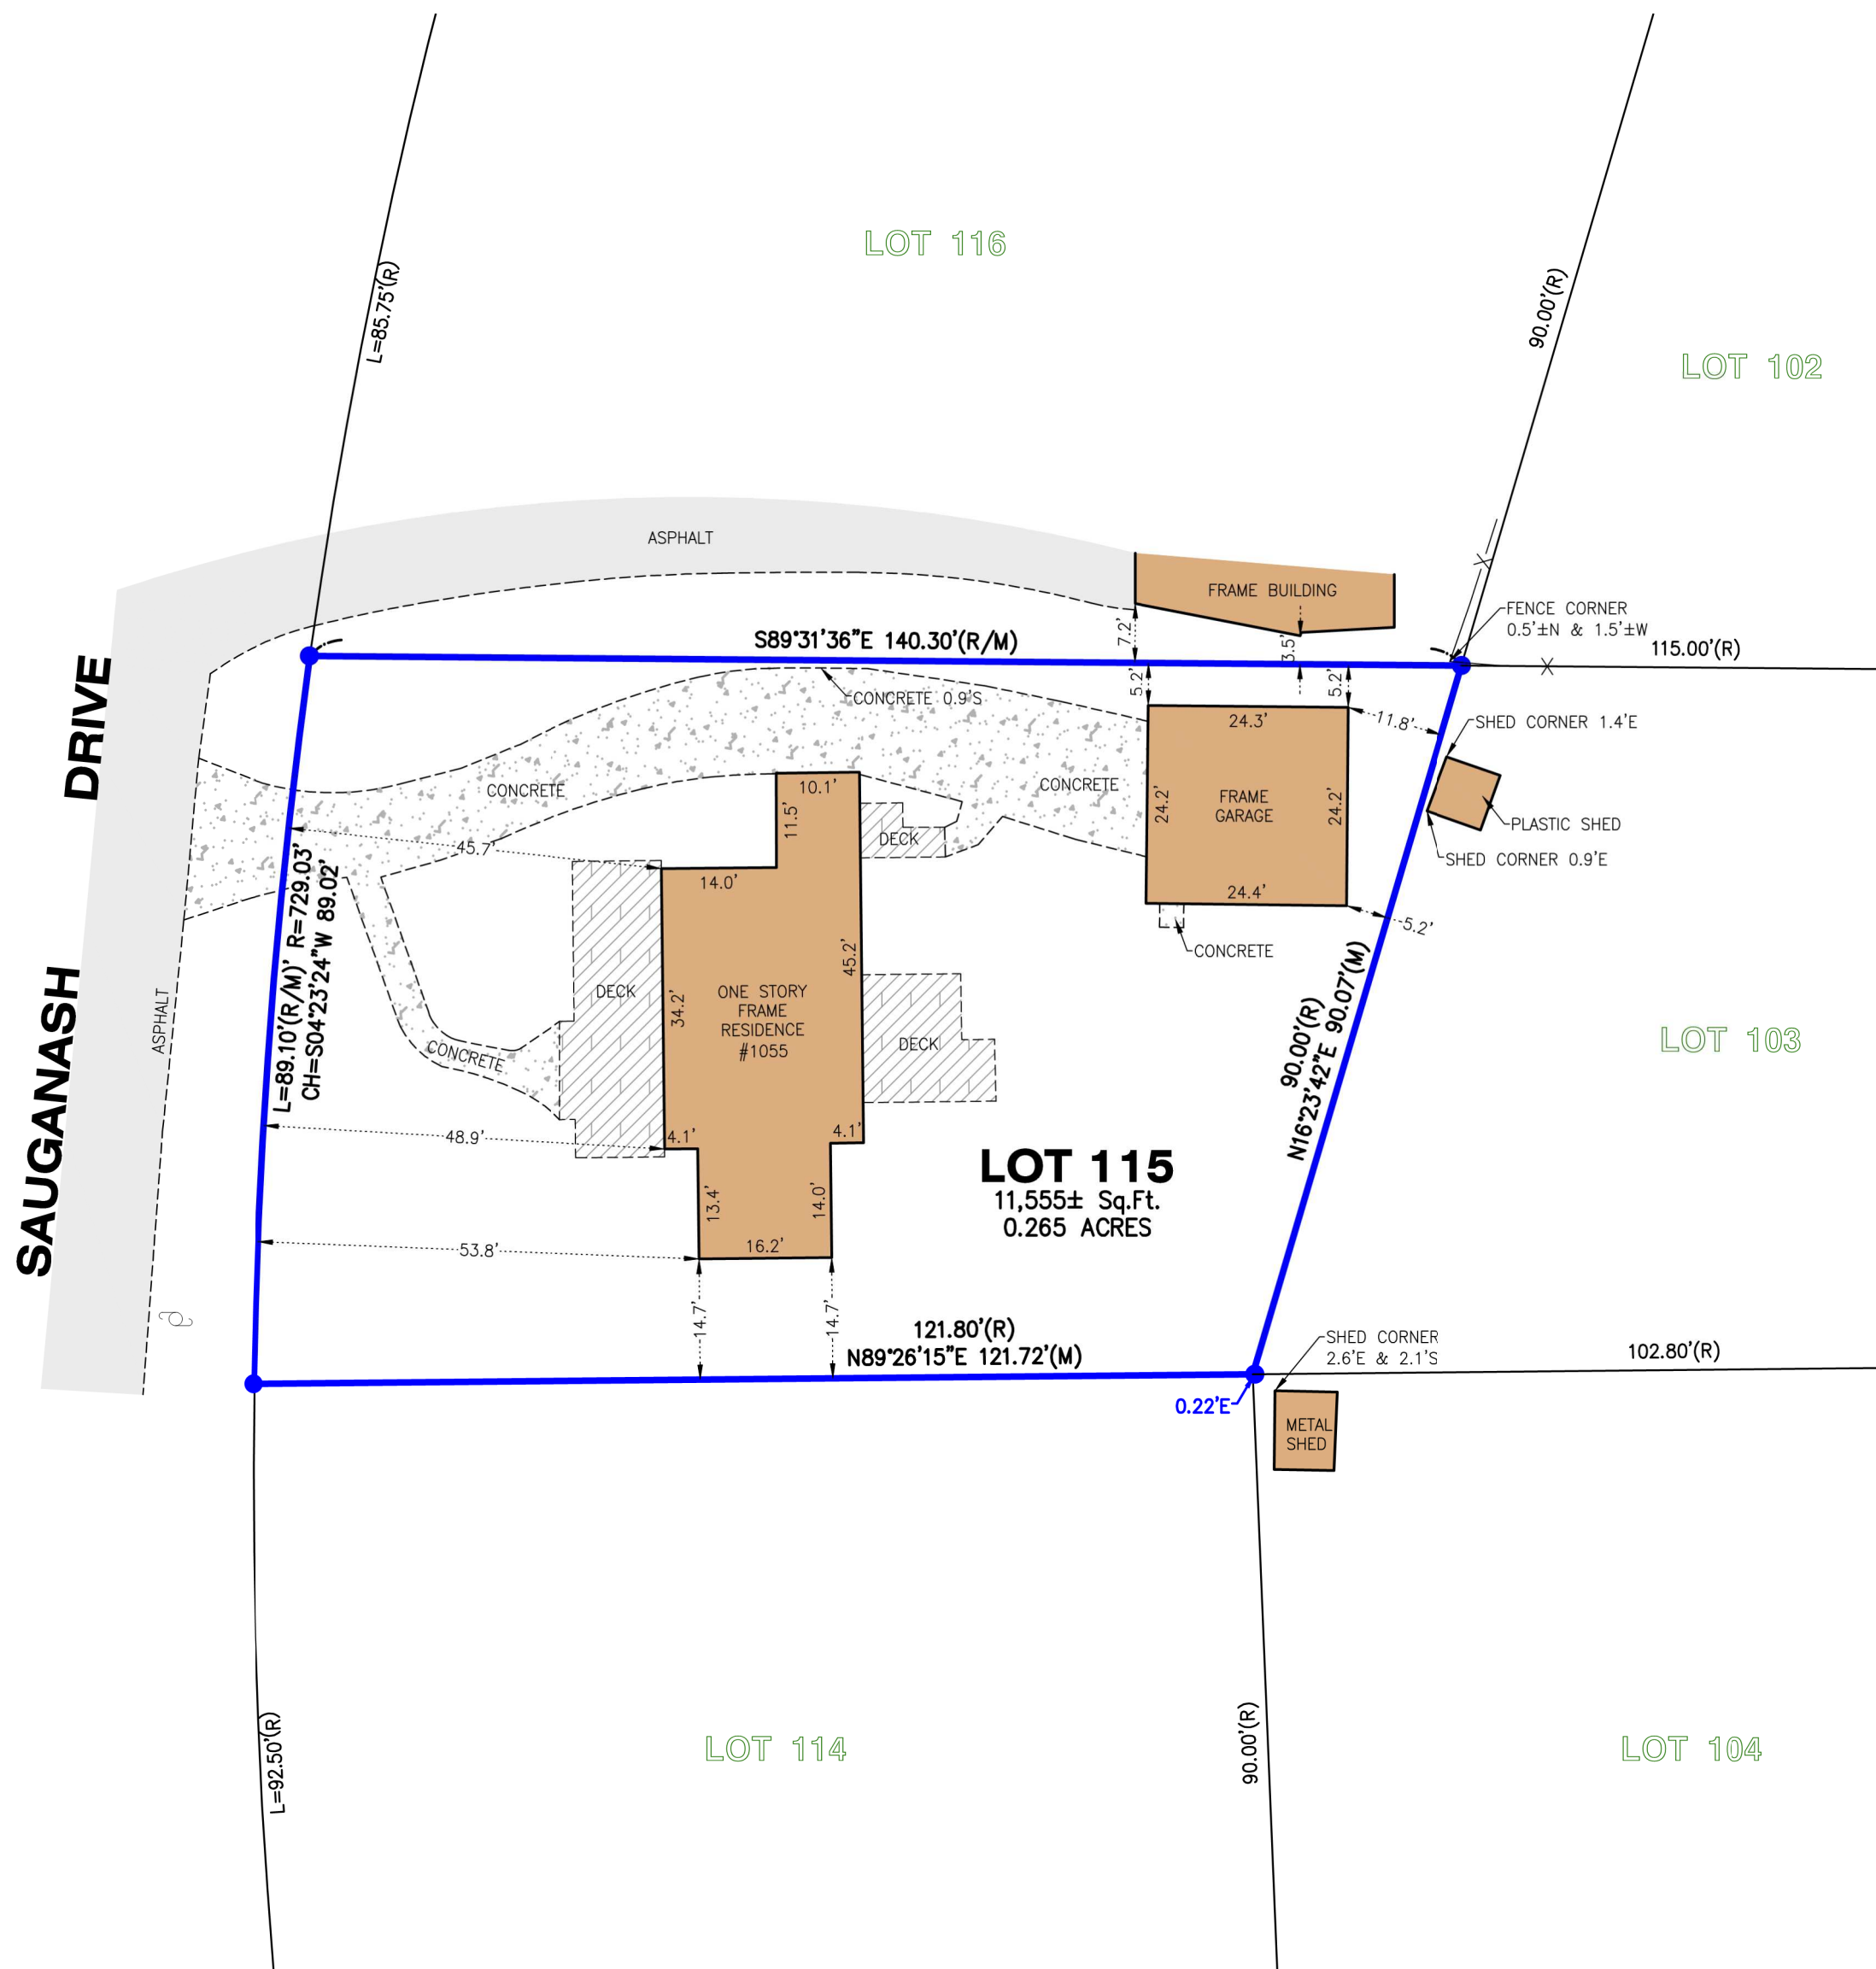 L=85.75'(R)
LOT 116
90.00'(R)
LOT 102
ASPHALT
FRAME BUILDING
FENCE CORNER
0.5'±N & 1.5'±W
S89°31'36"E 140.30'(R/M)
7.2'
3.5'
115.00'(R)
X
X
5.2'
5.2'
CONCRETE 0.9'S
24.3'
11.8'
SHED CORNER 1.4'E
SAUGANASH DRIVE
CONCRETE
10.1'
11.5'
CONCRETE
24.2'
FRAME
GARAGE
24.2'
PLASTIC SHED
DECK
45.7'
SHED CORNER 0.9'E
14.0'
24.4'
5.2'
CONCRETE
L=89.10'(R/M)' R=729.03'
CH=S04°23'24"W 89.02'
ASPHALT
DECK
34.2'
45.2'
ONE STORY
FRAME
RESIDENCE
#1055
DECK
CONCRETE
90.00'(R)
N16°23'42"E 90.07'(M)
LOT 103
48.9'
4.1'
4.1'
13.4'
14.0'
LOT 115
11,555± Sq.Ft.
0.265 ACRES
53.8'
16.2'
14.7'
14.7'
121.80'(R)
N89°26'15"E 121.72'(M)
SHED CORNER
2.6'E & 2.1'S
102.80'(R)
0.22'E
METAL
SHED
L=92.50'(R)
LOT 114
90.00'(R)
LOT 104